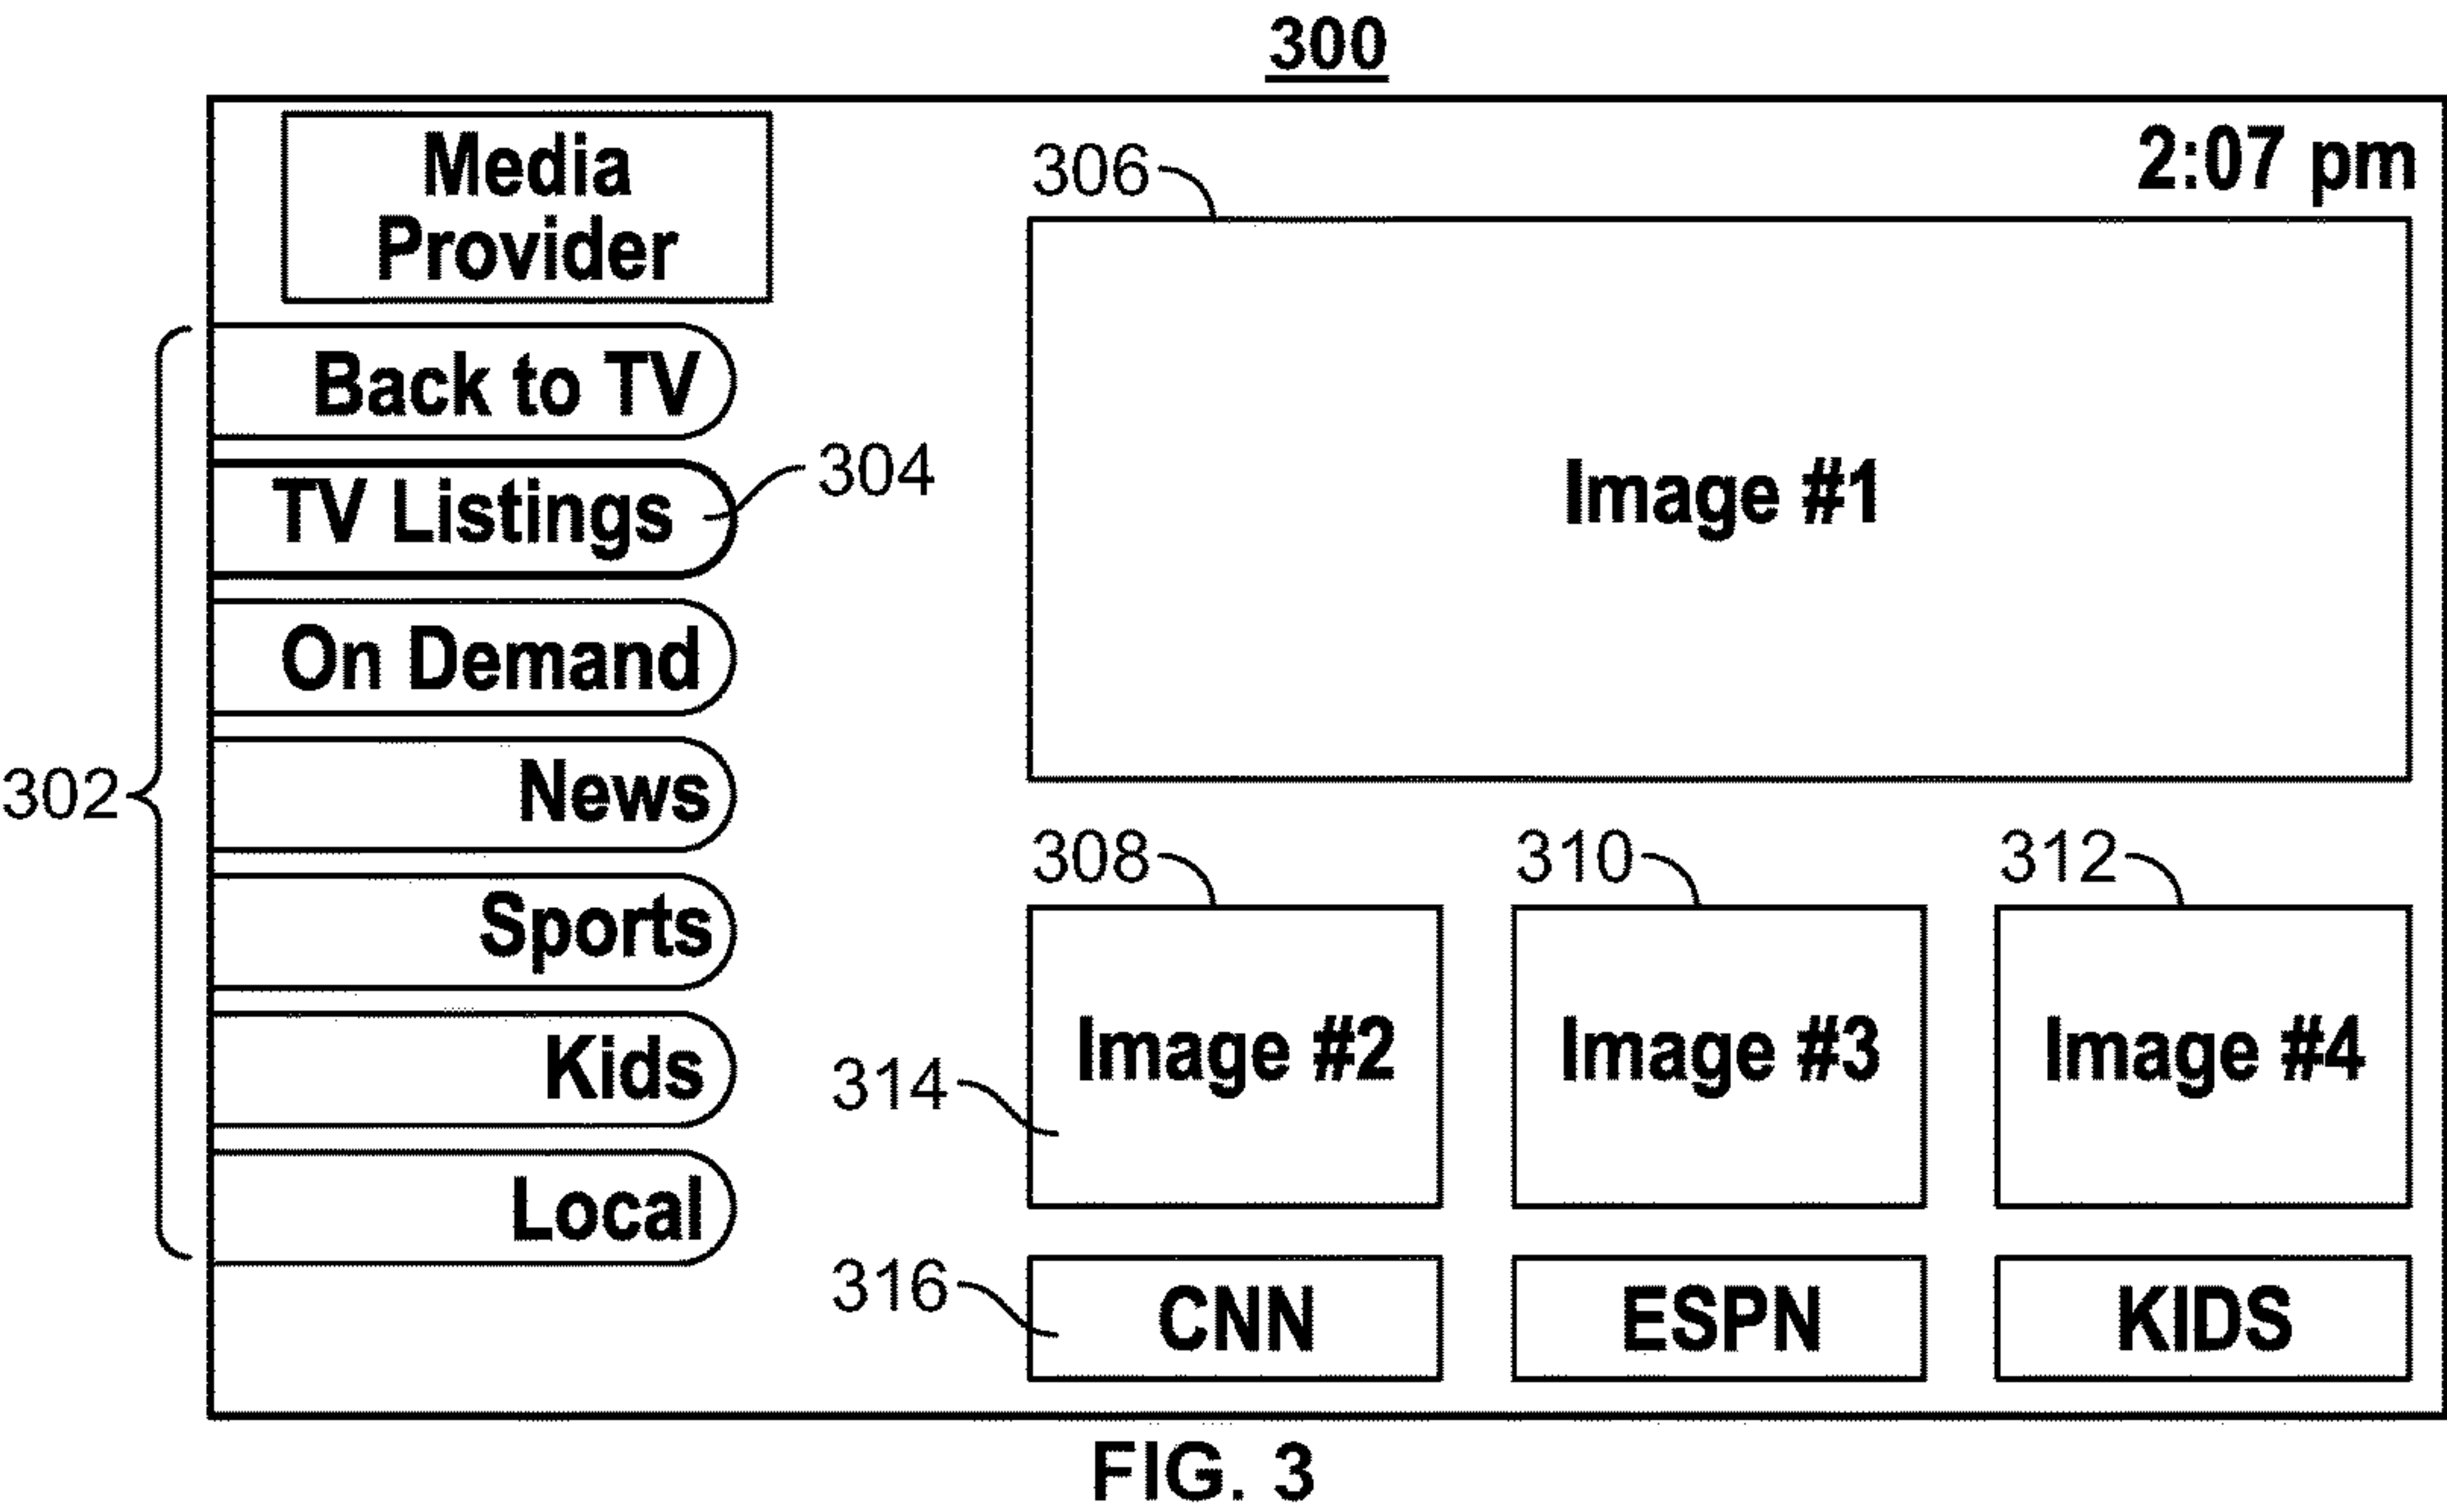 300
Media
Provider
2:07 pm
306
Back to TV
TV Listings
304
On Demand
News
Sports
Kids
Local
302
Image #1
308
310
312
Image #2
Image #3
Image #4
314
316
CNN
ESPN
KIDS
FIG. 3